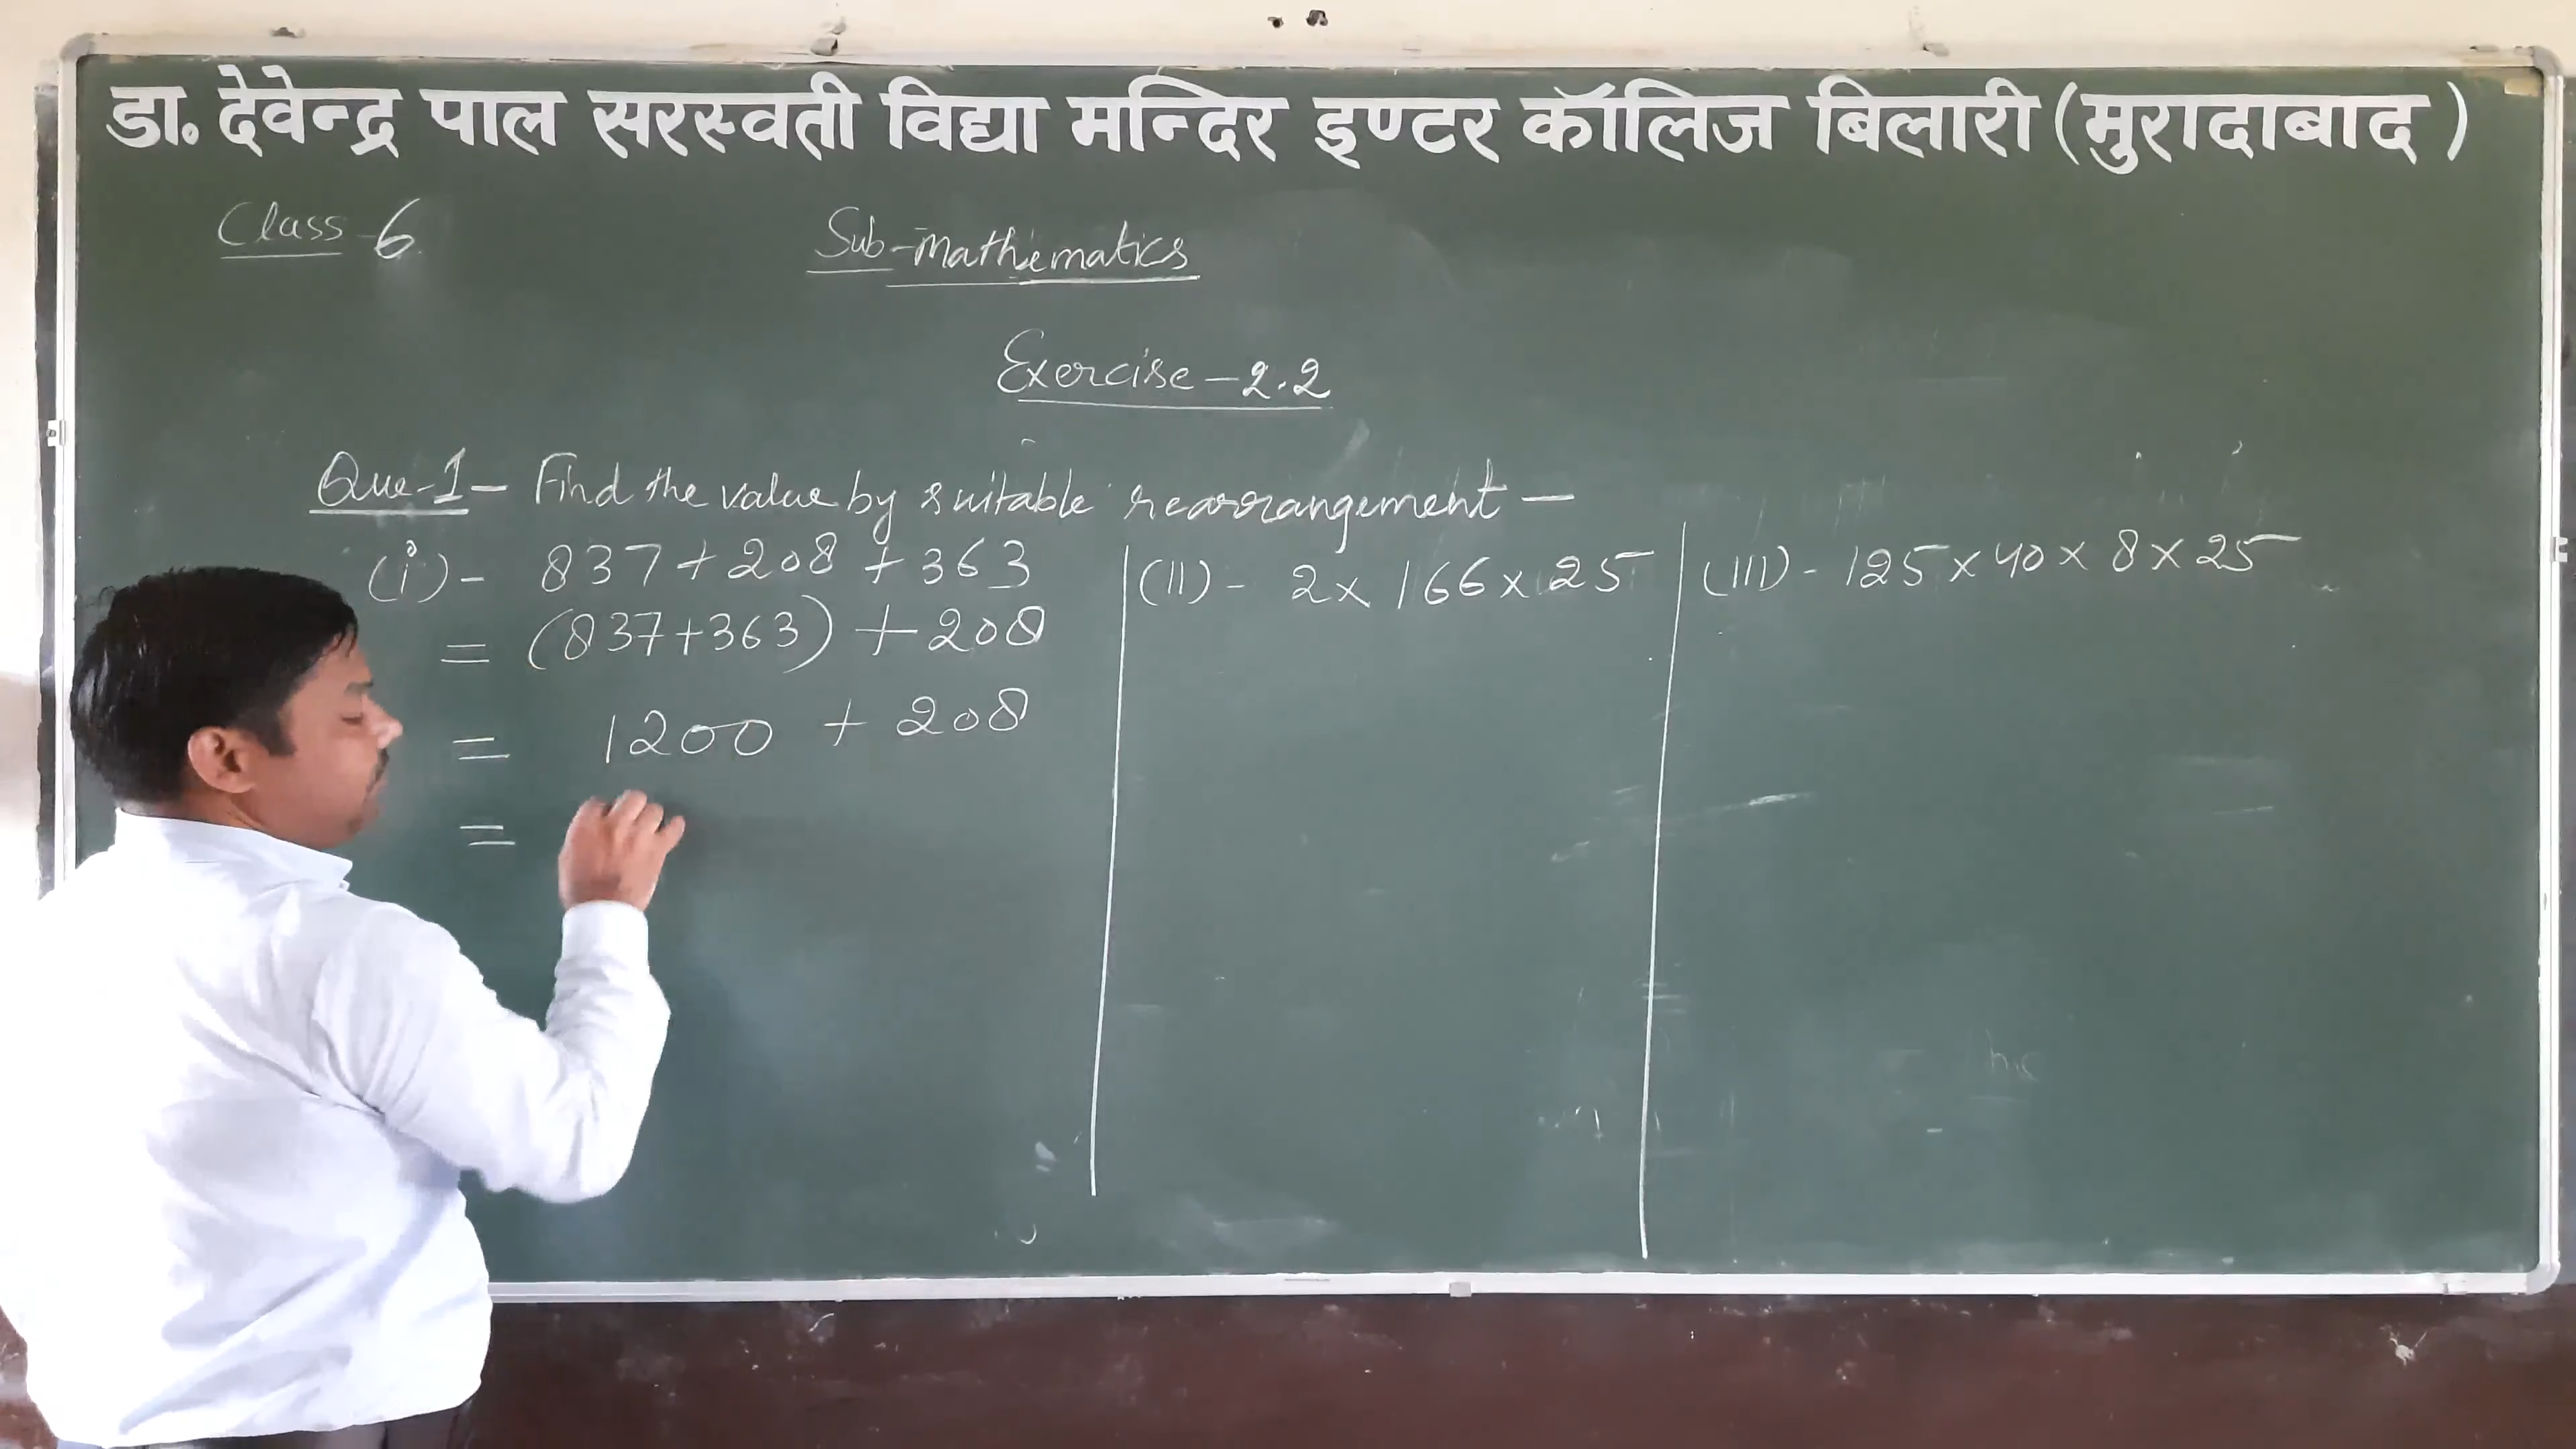 डा. देवेन्द्र पाल सरस्वती विद्या मन्दिर इण्टर कॉलिज बिलारी (मुरादाबाद)
Class-6
Sub-Mathematics
Exercise-2.2
Que-1- Find the value by suitable rearrangement -
(i)- 837+208+363
= (837+363)+208
= 1200 + 208
=
(II)- 2×166×25
(III)- 125×40×8×25